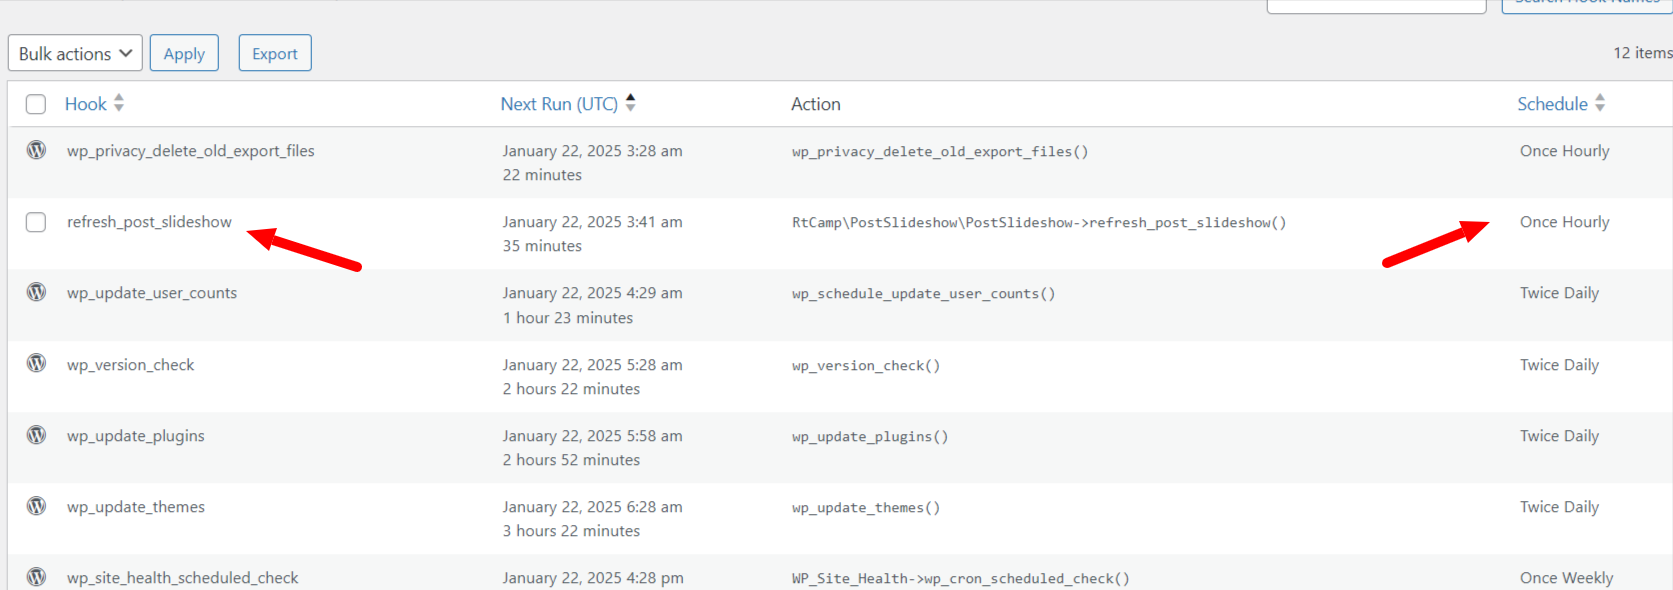 Search Hook Names
Bulk actions Apply Export 12 items
Hook Next Run (UTC) Action Schedule
wp_privacy_delete_old_export_files January 22, 2025 3:28 am wp_privacy_delete_old_export_files() Once Hourly
22 minutes
refresh_post_slideshow January 22, 2025 3:41 am RtCamp\PostSlideshow\PostSlideshow->refresh_post_slideshow() Once Hourly
35 minutes
wp_update_user_counts January 22, 2025 4:29 am wp_schedule_update_user_counts() Twice Daily
1 hour 23 minutes
wp_version_check January 22, 2025 5:28 am wp_version_check() Twice Daily
2 hours 22 minutes
wp_update_plugins January 22, 2025 5:58 am wp_update_plugins() Twice Daily
2 hours 52 minutes
wp_update_themes January 22, 2025 6:28 am wp_update_themes() Twice Daily
3 hours 22 minutes
wp_site_health_scheduled_check January 22, 2025 4:28 pm WP_Site_Health->wp_cron_scheduled_check() Once Weekly